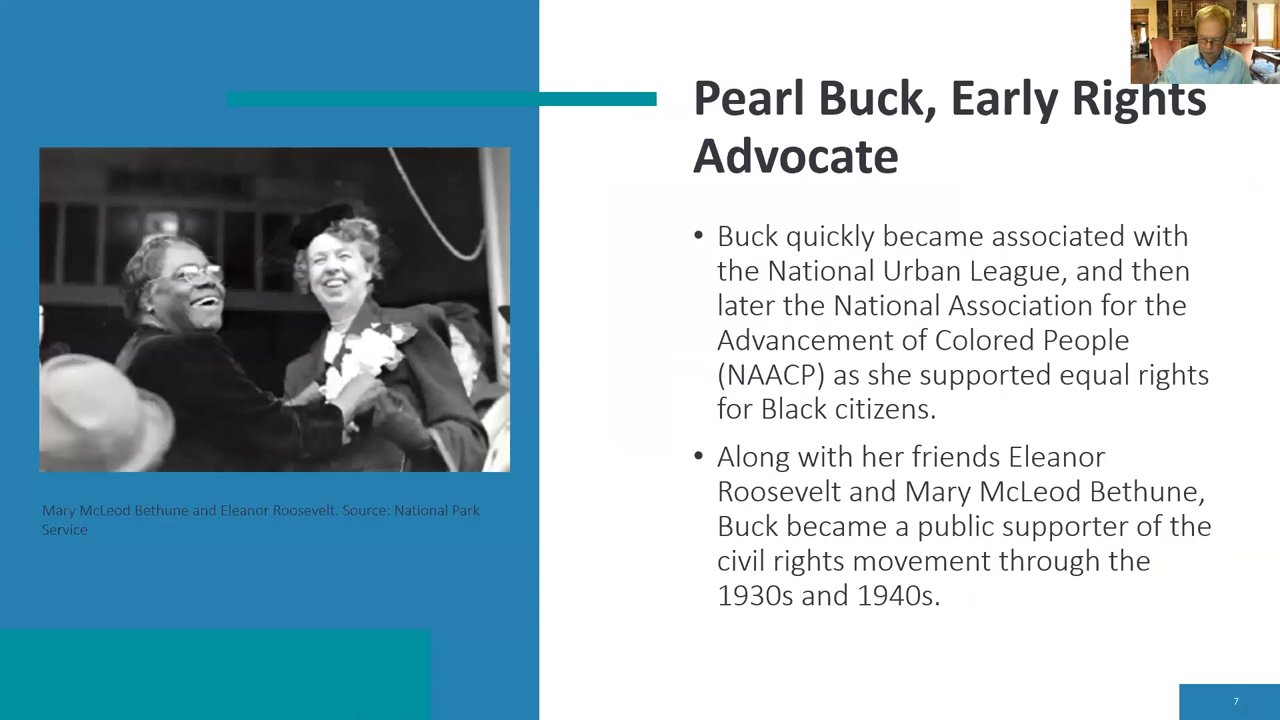 Pearl Buck, Early Rights
Advocate
• Buck quickly became associated with
the National Urban League, and then
later the National Association for the
Advancement of Colored People
(NAACP) as she supported equal rights
for Black citizens.
• Along with her friends Eleanor
Roosevelt and Mary McLeod Bethune,
Buck became a public supporter of the
civil rights movement through the
1930s and 1940s.
Mary McLeod Bethune and Eleanor Roosevelt. Source: National Park
Service
7